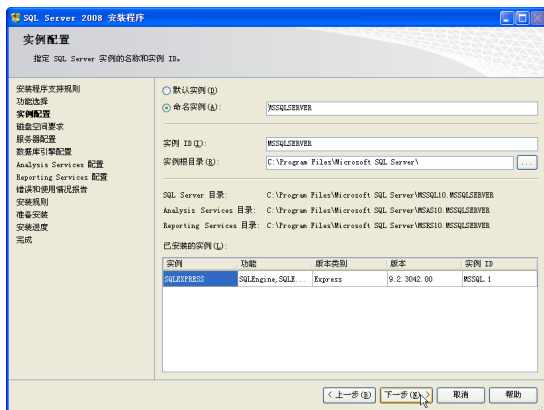 SQL Server 2008 安装程序
实例配置
指定 SQL Server 实例的名称和实例 ID。
安装程序支持规则
功能选择
实例配置
磁盘空间要求
服务器配置
数据库引擎配置
Analysis Services 配置
Reporting Services 配置
错误和使用情况报告
安装规则
准备安装
安装进度
完成
默认实例(D)
命名实例(A): MSSQLSERVER
实例 ID(I): MSSQLSERVER
实例根目录(R): C:\Program Files\Microsoft SQL Server\ ...
SQL Server 目录: C:\Program Files\Microsoft SQL Server\MSSQL10.MSSQLSERVER
Analysis Services 目录: C:\Program Files\Microsoft SQL Server\MSAS10.MSSQLSERVER
Reporting Services 目录: C:\Program Files\Microsoft SQL Server\MSRS10.MSSQLSERVER
已安装的实例(L):
实例 功能 版本类别 版本 实例 ID
SQLEXPRESS SQLEngine,SQLE... Express 9.2.3042.00 MSSQL.1
< 上一步(B) 下一步(N) > 取消 帮助